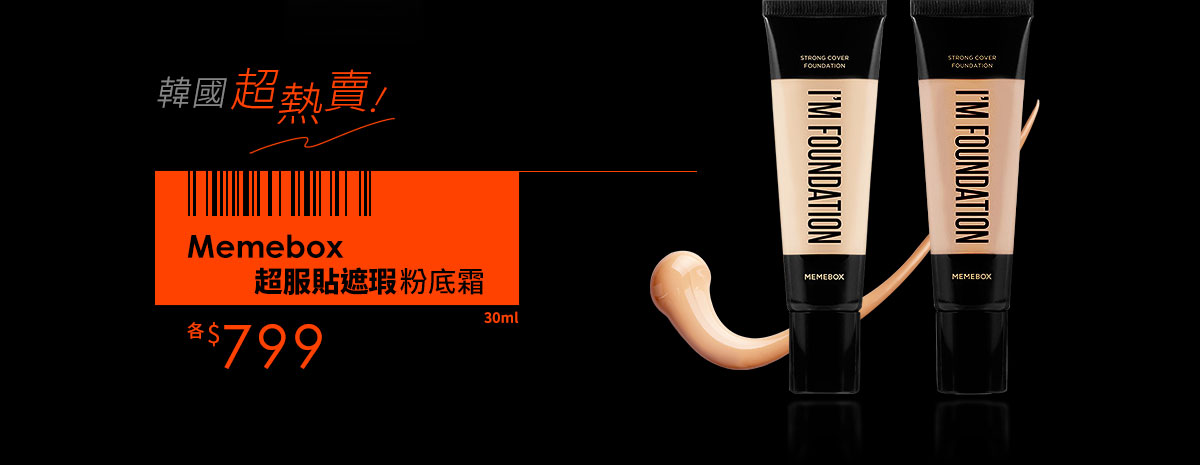 韓國超熱賣!
Memebox
超服貼遮瑕粉底霜
30ml
各$799
STRONG COVER
FOUNDATION
I'M FOUNDATION
MEMEBOX
STRONG COVER
FOUNDATION
I'M FOUNDATION
MEMEBOX